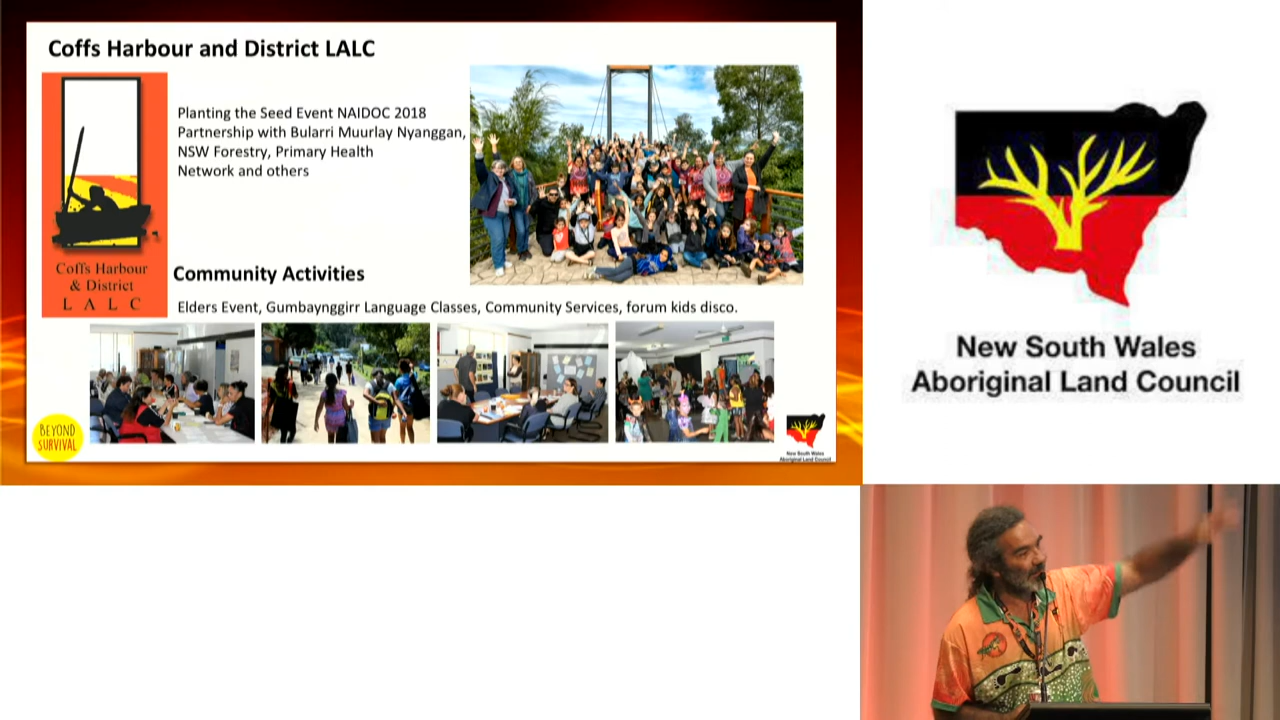 Coffs Harbour and District LALC
Planting the Seed Event NAIDOC 2018
Partnership with Bularri Muurlay Nyanggan,
NSW Forestry, Primary Health
Network and others
Coffs Harbour
& District
L A L C
Community Activities
Elders Event, Gumbaynggirr Language Classes, Community Services, forum kids disco.
BEYOND
SURVIVAL
New South Wales
Aboriginal Land Council
New South Wales
Aboriginal Land Council